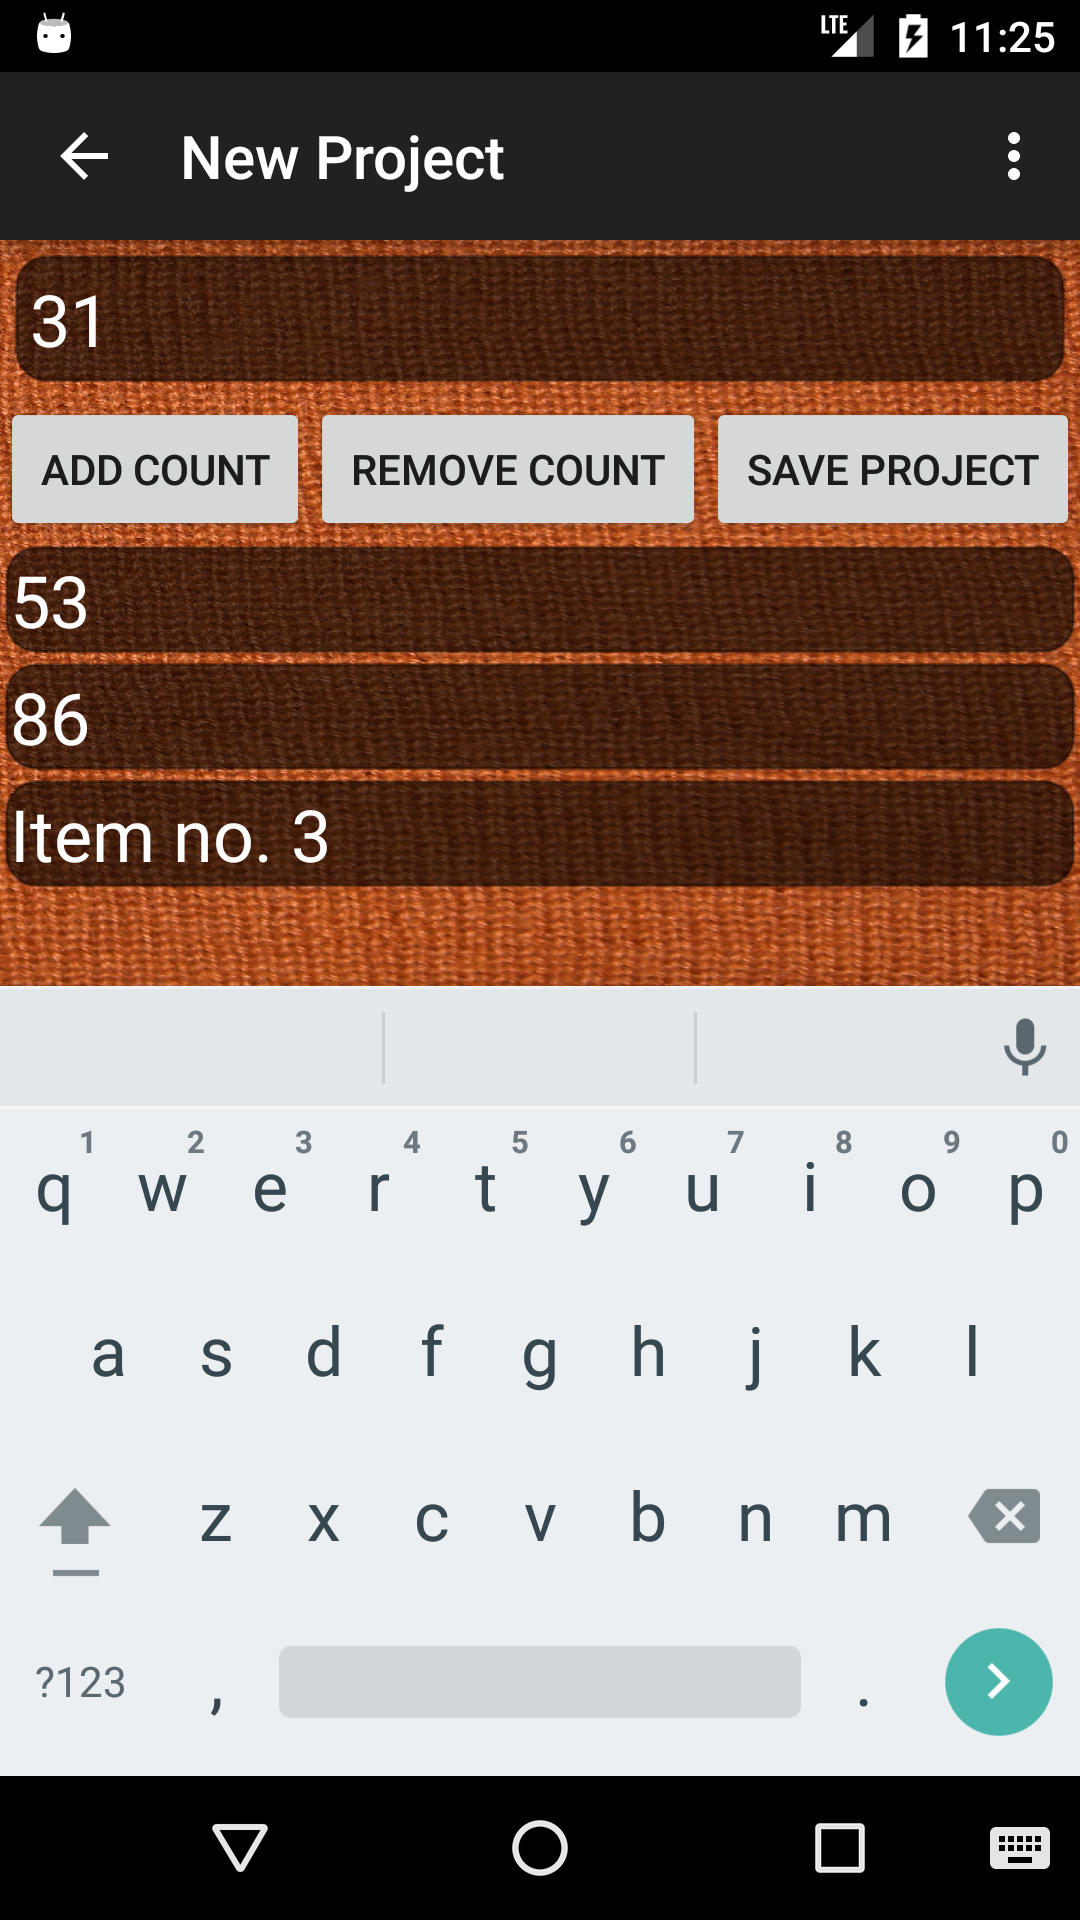 LTE 11:25
New Project
31
ADD COUNT REMOVE COUNT SAVE PROJECT
53
86
Item no. 3
1 2 3 4 5 6 7 8 9 0
q w e r t y u i o p
a s d f g h j k l
z x c v b n m
?123 , .